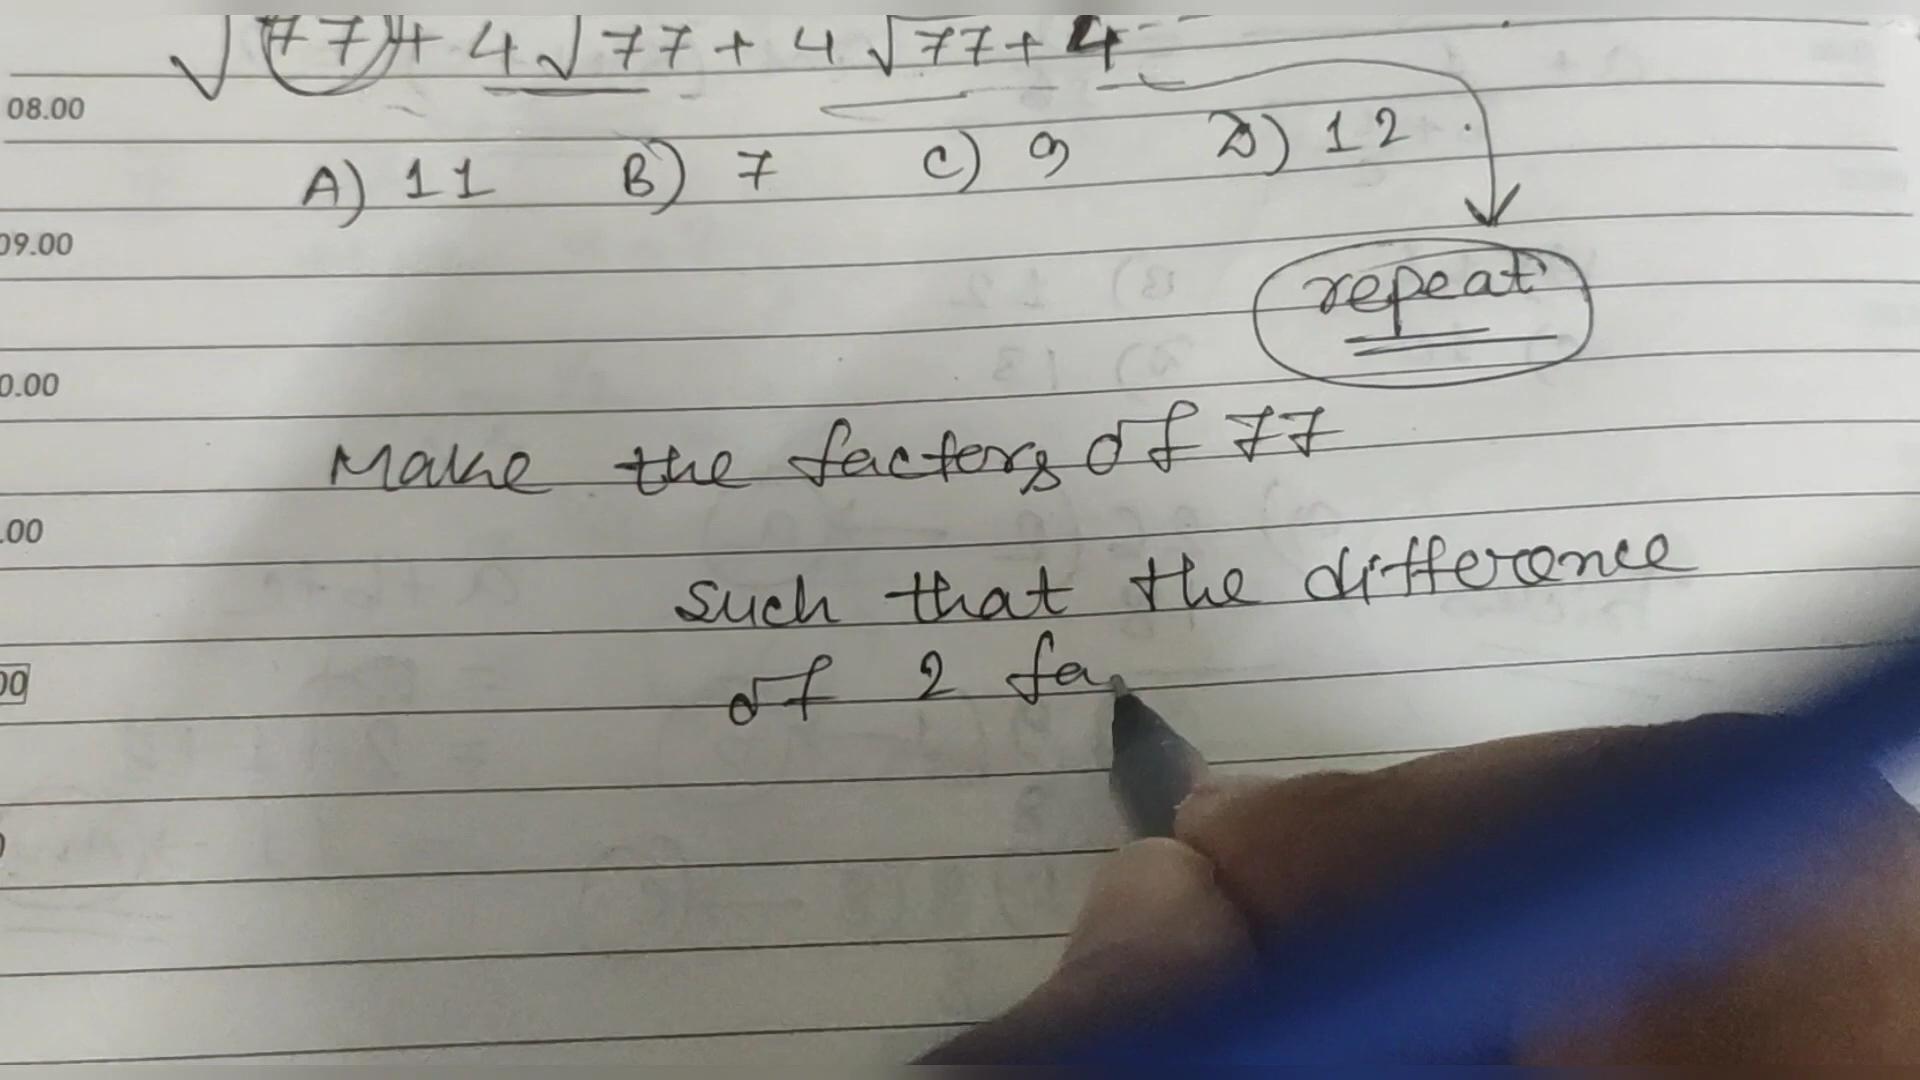 √77 + 4√77 + 4√77 + 4 - -
08.00
A) 11 B) 7 C) 9 D) 12
09.00
repeat
0.00
Make the factors of 77
.00
such that the difference
of 2 fa
00